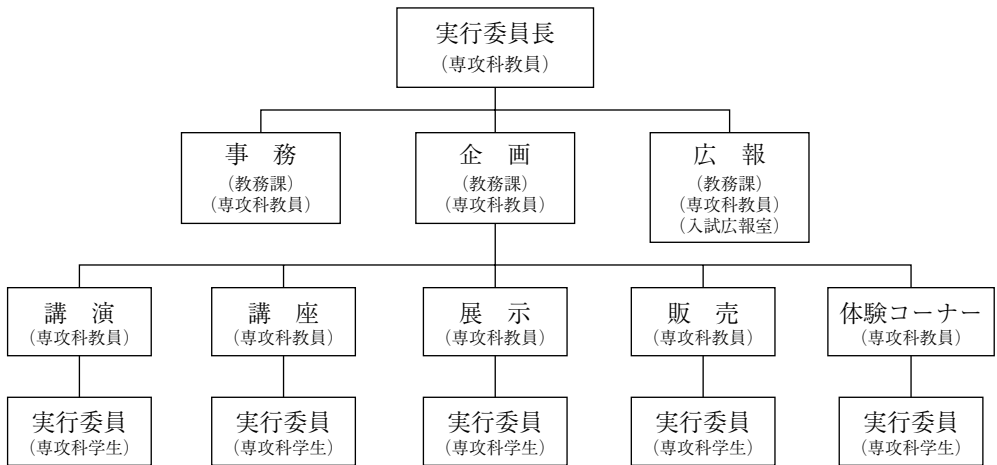 実行委員長
（専攻科教員）
事　務
（教務課）
（専攻科教員）
企　画
（教務課）
（専攻科教員）
広　報
（教務課）
（専攻科教員）
（入試広報室）
講　演
（専攻科教員）
講　座
（専攻科教員）
展　示
（専攻科教員）
販　売
（専攻科教員）
体験コーナー
（専攻科教員）
実行委員
（専攻科学生）
実行委員
（専攻科学生）
実行委員
（専攻科学生）
実行委員
（専攻科学生）
実行委員
（専攻科学生）